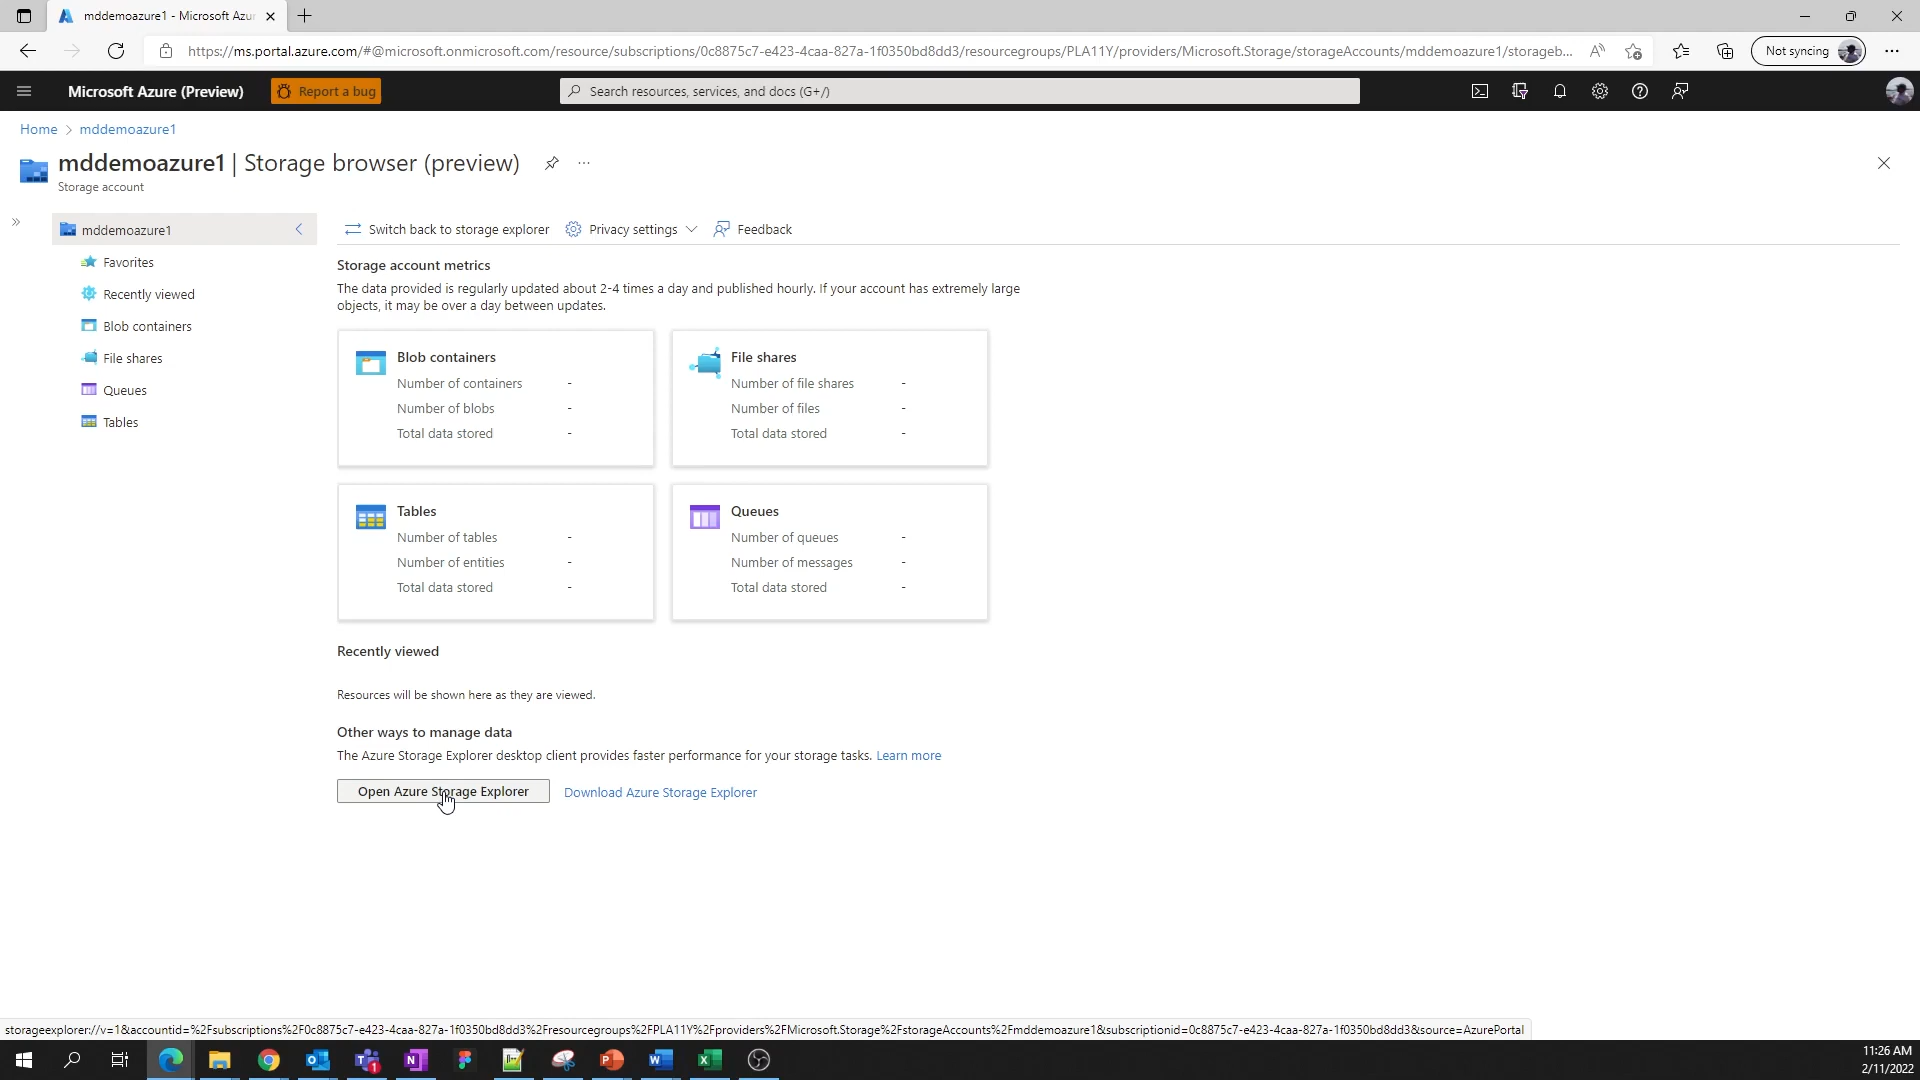 mddemoazure1 - Microsoft Azur
https://ms.portal.azure.com/#@microsoft.onmicrosoft.com/resource/subscriptions/0c8875c7-e423-4caa-827a-1f0350bd8dd3/resourcegroups/PLA11Y/providers/Microsoft.Storage/storageAccounts/mddemoazure1/storageb...
Not syncing
Microsoft Azure (Preview)
Report a bug
Search resources, services, and docs (G+/)
Home > mddemoazure1
mddemoazure1 | Storage browser (preview)
Storage account
mddemoazure1
Favorites
Recently viewed
Blob containers
File shares
Queues
Tables
Switch back to storage explorer
Privacy settings
Feedback
Storage account metrics
The data provided is regularly updated about 2-4 times a day and published hourly. If your account has extremely large
objects, it may be over a day between updates.
Blob containers
Number of containers -
Number of blobs -
Total data stored -
File shares
Number of file shares -
Number of files -
Total data stored -
Tables
Number of tables -
Number of entities -
Total data stored -
Queues
Number of queues -
Number of messages -
Total data stored -
Recently viewed
Resources will be shown here as they are viewed.
Other ways to manage data
The Azure Storage Explorer desktop client provides faster performance for your storage tasks. Learn more
Open Azure Storage Explorer
Download Azure Storage Explorer
storageexplorer://v=1&accountid=%2Fsubscriptions%2F0c8875c7-e423-4caa-827a-1f0350bd8dd3%2Fresourcegroups%2FPLA11Y%2Fproviders%2FMicrosoft.Storage%2FstorageAccounts%2Fmddemoazure1&subscriptionid=0c8875c7-e423-4caa-827a-1f0350bd8dd3&source=AzurePortal
11:26 AM
2/11/2022